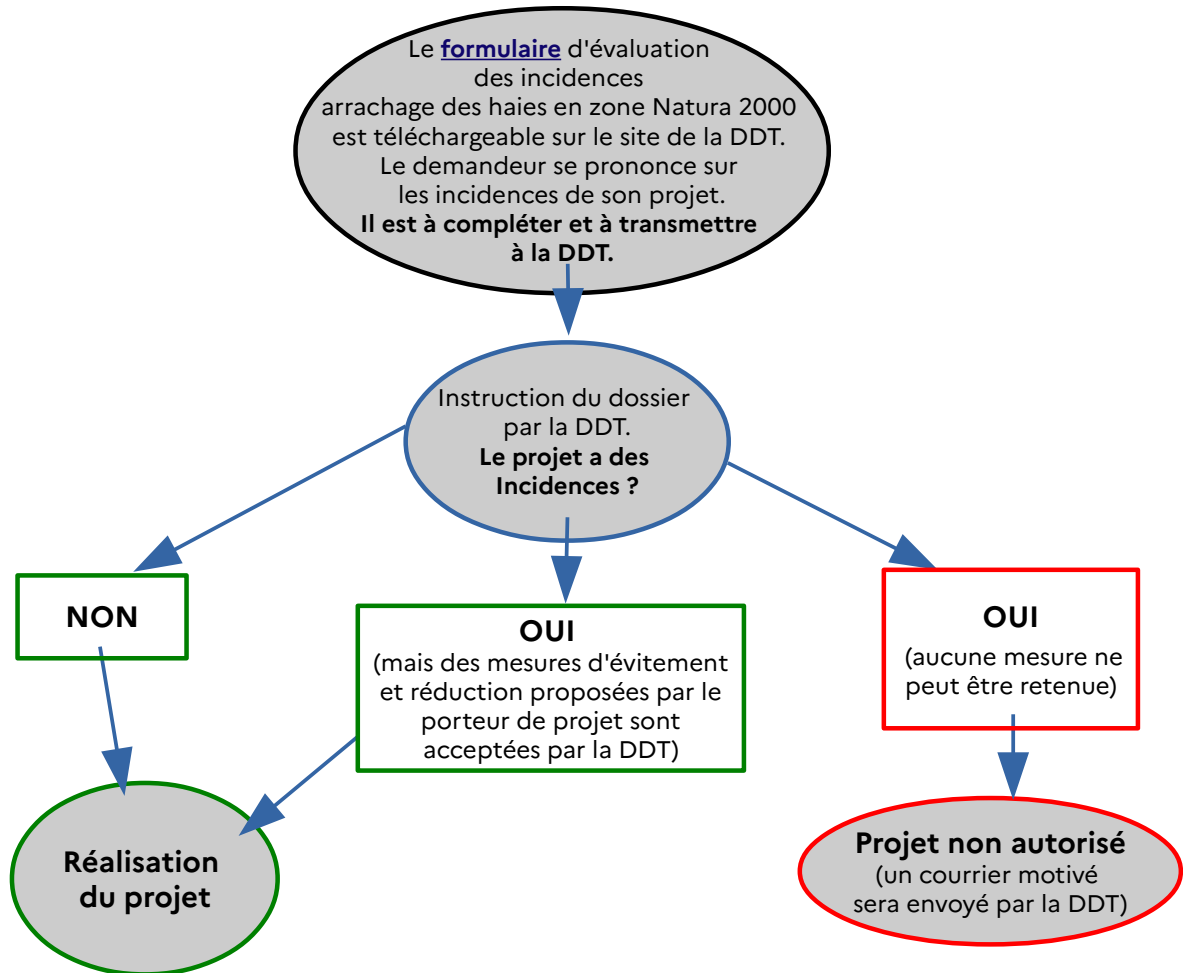 Le formulaire d'évaluation
des incidences
arrachage des haies en zone Natura 2000
est téléchargeable sur le site de la DDT.
Le demandeur se prononce sur
les incidences de son projet.
Il est à compléter et à transmettre
à la DDT.
Instruction du dossier
par la DDT.
Le projet a des
Incidences ?
NON
OUI
(mais des mesures d'évitement
et réduction proposées par le
porteur de projet sont
acceptées par la DDT)
OUI
(aucune mesure ne
peut être retenue)
Réalisation
du projet
Projet non autorisé
(un courrier motivé
sera envoyé par la DDT)